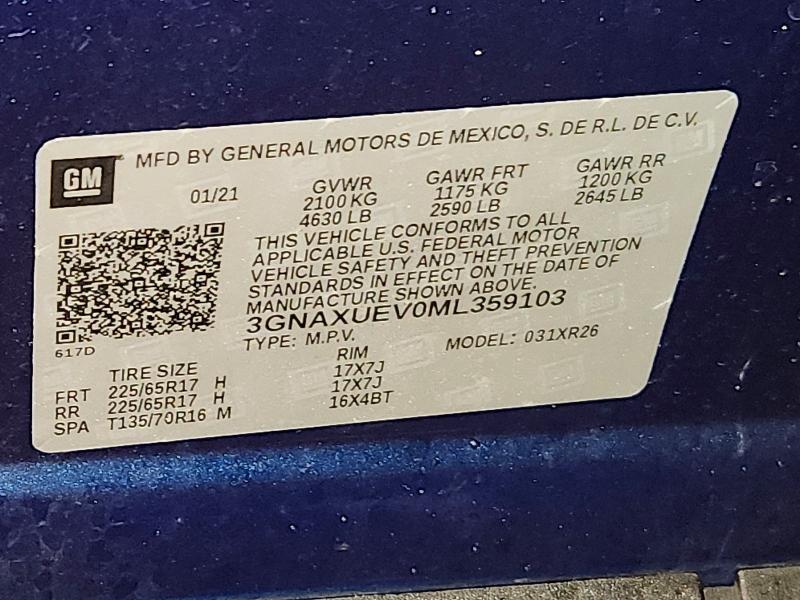 GM MFD BY GENERAL MOTORS DE MEXICO, S. DE R.L. DE C.V.
01/21 GVWR GAWR FRT GAWR RR
2100 KG 1175 KG 1200 KG
4630 LB 2590 LB 2645 LB
THIS VEHICLE CONFORMS TO ALL
APPLICABLE U.S. FEDERAL MOTOR
VEHICLE SAFETY AND THEFT PREVENTION
STANDARDS IN EFFECT ON THE DATE OF
MANUFACTURE SHOWN ABOVE.
3GNAXUEV0ML359103
617D
TYPE: M.P.V. MODEL: 031XR26
TIRE SIZE RIM
FRT 225/65R17 H 17X7J
RR 225/65R17 H 17X7J
SPA T135/70R16 M 16X4BT